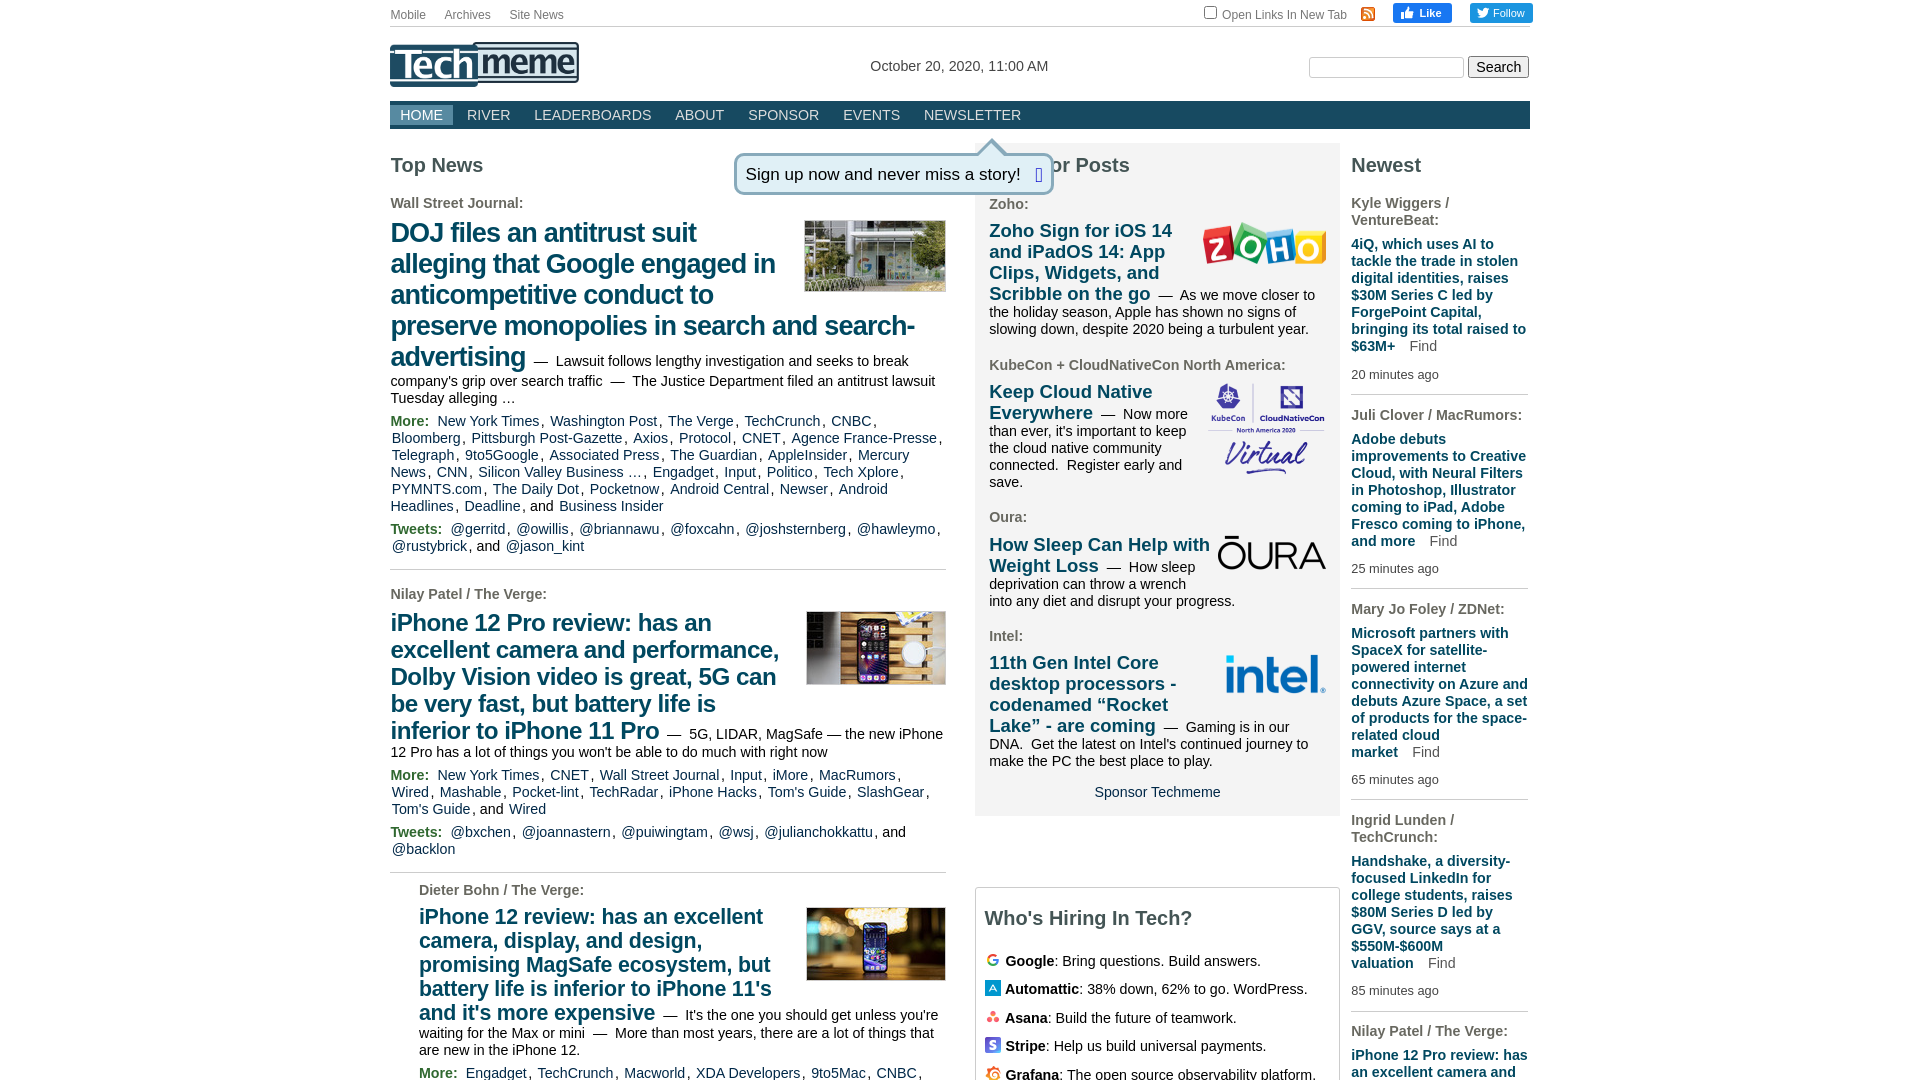 Mobile Archives Site News
Open Links In New Tab Like Follow
Techmeme
October 20, 2020, 11:00 AM
Search
HOME RIVER LEADERBOARDS ABOUT SPONSOR EVENTS NEWSLETTER
Sign up now and never miss a story!
Top News
Wall Street Journal:
DOJ files an antitrust suit
alleging that Google engaged in
anticompetitive conduct to
preserve monopolies in search and search-
advertising — Lawsuit follows lengthy investigation and seeks to break
company's grip over search traffic — The Justice Department filed an antitrust lawsuit
Tuesday alleging …
More: New York Times, Washington Post, The Verge, TechCrunch, CNBC,
Bloomberg, Pittsburgh Post-Gazette, Axios, Protocol, CNET, Agence France-Presse,
Telegraph, 9to5Google, Associated Press, The Guardian, AppleInsider, Mercury
News, CNN, Silicon Valley Business …, Engadget, Input, Politico, Tech Xplore,
PYMNTS.com, The Daily Dot, Pocketnow, Android Central, Newser, Android
Headlines, Deadline, and Business Insider
Tweets: @gerritd, @owillis, @briannawu, @foxcahn, @joshsternberg, @hawleymo,
@rustybrick, and @jason_kint
Nilay Patel / The Verge:
iPhone 12 Pro review: has an
excellent camera and performance,
Dolby Vision video is great, 5G can
be very fast, but battery life is
inferior to iPhone 11 Pro — 5G, LIDAR, MagSafe — the new iPhone
12 Pro has a lot of things you won't be able to do much with right now
More: New York Times, CNET, Wall Street Journal, Input, iMore, MacRumors,
Wired, Mashable, Pocket-lint, TechRadar, iPhone Hacks, Tom's Guide, SlashGear,
Tom's Guide, and Wired
Tweets: @bxchen, @joannastern, @puiwingtam, @wsj, @julianchokkattu, and
@backlon
Dieter Bohn / The Verge:
iPhone 12 review: has an excellent
camera, display, and design,
promising MagSafe ecosystem, but
battery life is inferior to iPhone 11's
and it's more expensive — It's the one you should get unless you're
waiting for the Max or mini — More than most years, there are a lot of things that
are new in the iPhone 12.
More: Engadget, TechCrunch, Macworld, XDA Developers, 9to5Mac, CNBC,
or Posts
Zoho:
Zoho Sign for iOS 14
and iPadOS 14: App
Clips, Widgets, and
Scribble on the go — As we move closer to
the holiday season, Apple has shown no signs of
slowing down, despite 2020 being a turbulent year.
ZOHO
KubeCon + CloudNativeCon North America:
Keep Cloud Native
Everywhere — Now more
than ever, it's important to keep
the cloud native community
connected. Register early and
save.
KubeCon CloudNativeCon
North America 2020
Virtual
Oura:
How Sleep Can Help with
Weight Loss — How sleep
deprivation can throw a wrench
into any diet and disrupt your progress.
ŌURA
Intel:
11th Gen Intel Core
desktop processors -
codenamed “Rocket
Lake” - are coming — Gaming is in our
DNA. Get the latest on Intel's continued journey to
make the PC the best place to play.
intel.
Sponsor Techmeme
Who's Hiring In Tech?
Google: Bring questions. Build answers.
Automattic: 38% down, 62% to go. WordPress.
Asana: Build the future of teamwork.
Stripe: Help us build universal payments.
Grafana: The open source observability platform.
Newest
Kyle Wiggers /
VentureBeat:
4iQ, which uses AI to
tackle the trade in stolen
digital identities, raises
$30M Series C led by
ForgePoint Capital,
bringing its total raised to
$63M+ Find
20 minutes ago
Juli Clover / MacRumors:
Adobe debuts
improvements to Creative
Cloud, with Neural Filters
in Photoshop, Illustrator
coming to iPad, Adobe
Fresco coming to iPhone,
and more Find
25 minutes ago
Mary Jo Foley / ZDNet:
Microsoft partners with
SpaceX for satellite-
powered internet
connectivity on Azure and
debuts Azure Space, a set
of products for the space-
related cloud
market Find
65 minutes ago
Ingrid Lunden /
TechCrunch:
Handshake, a diversity-
focused LinkedIn for
college students, raises
$80M Series D led by
GGV, source says at a
$550M-$600M
valuation Find
85 minutes ago
Nilay Patel / The Verge:
iPhone 12 Pro review: has
an excellent camera and